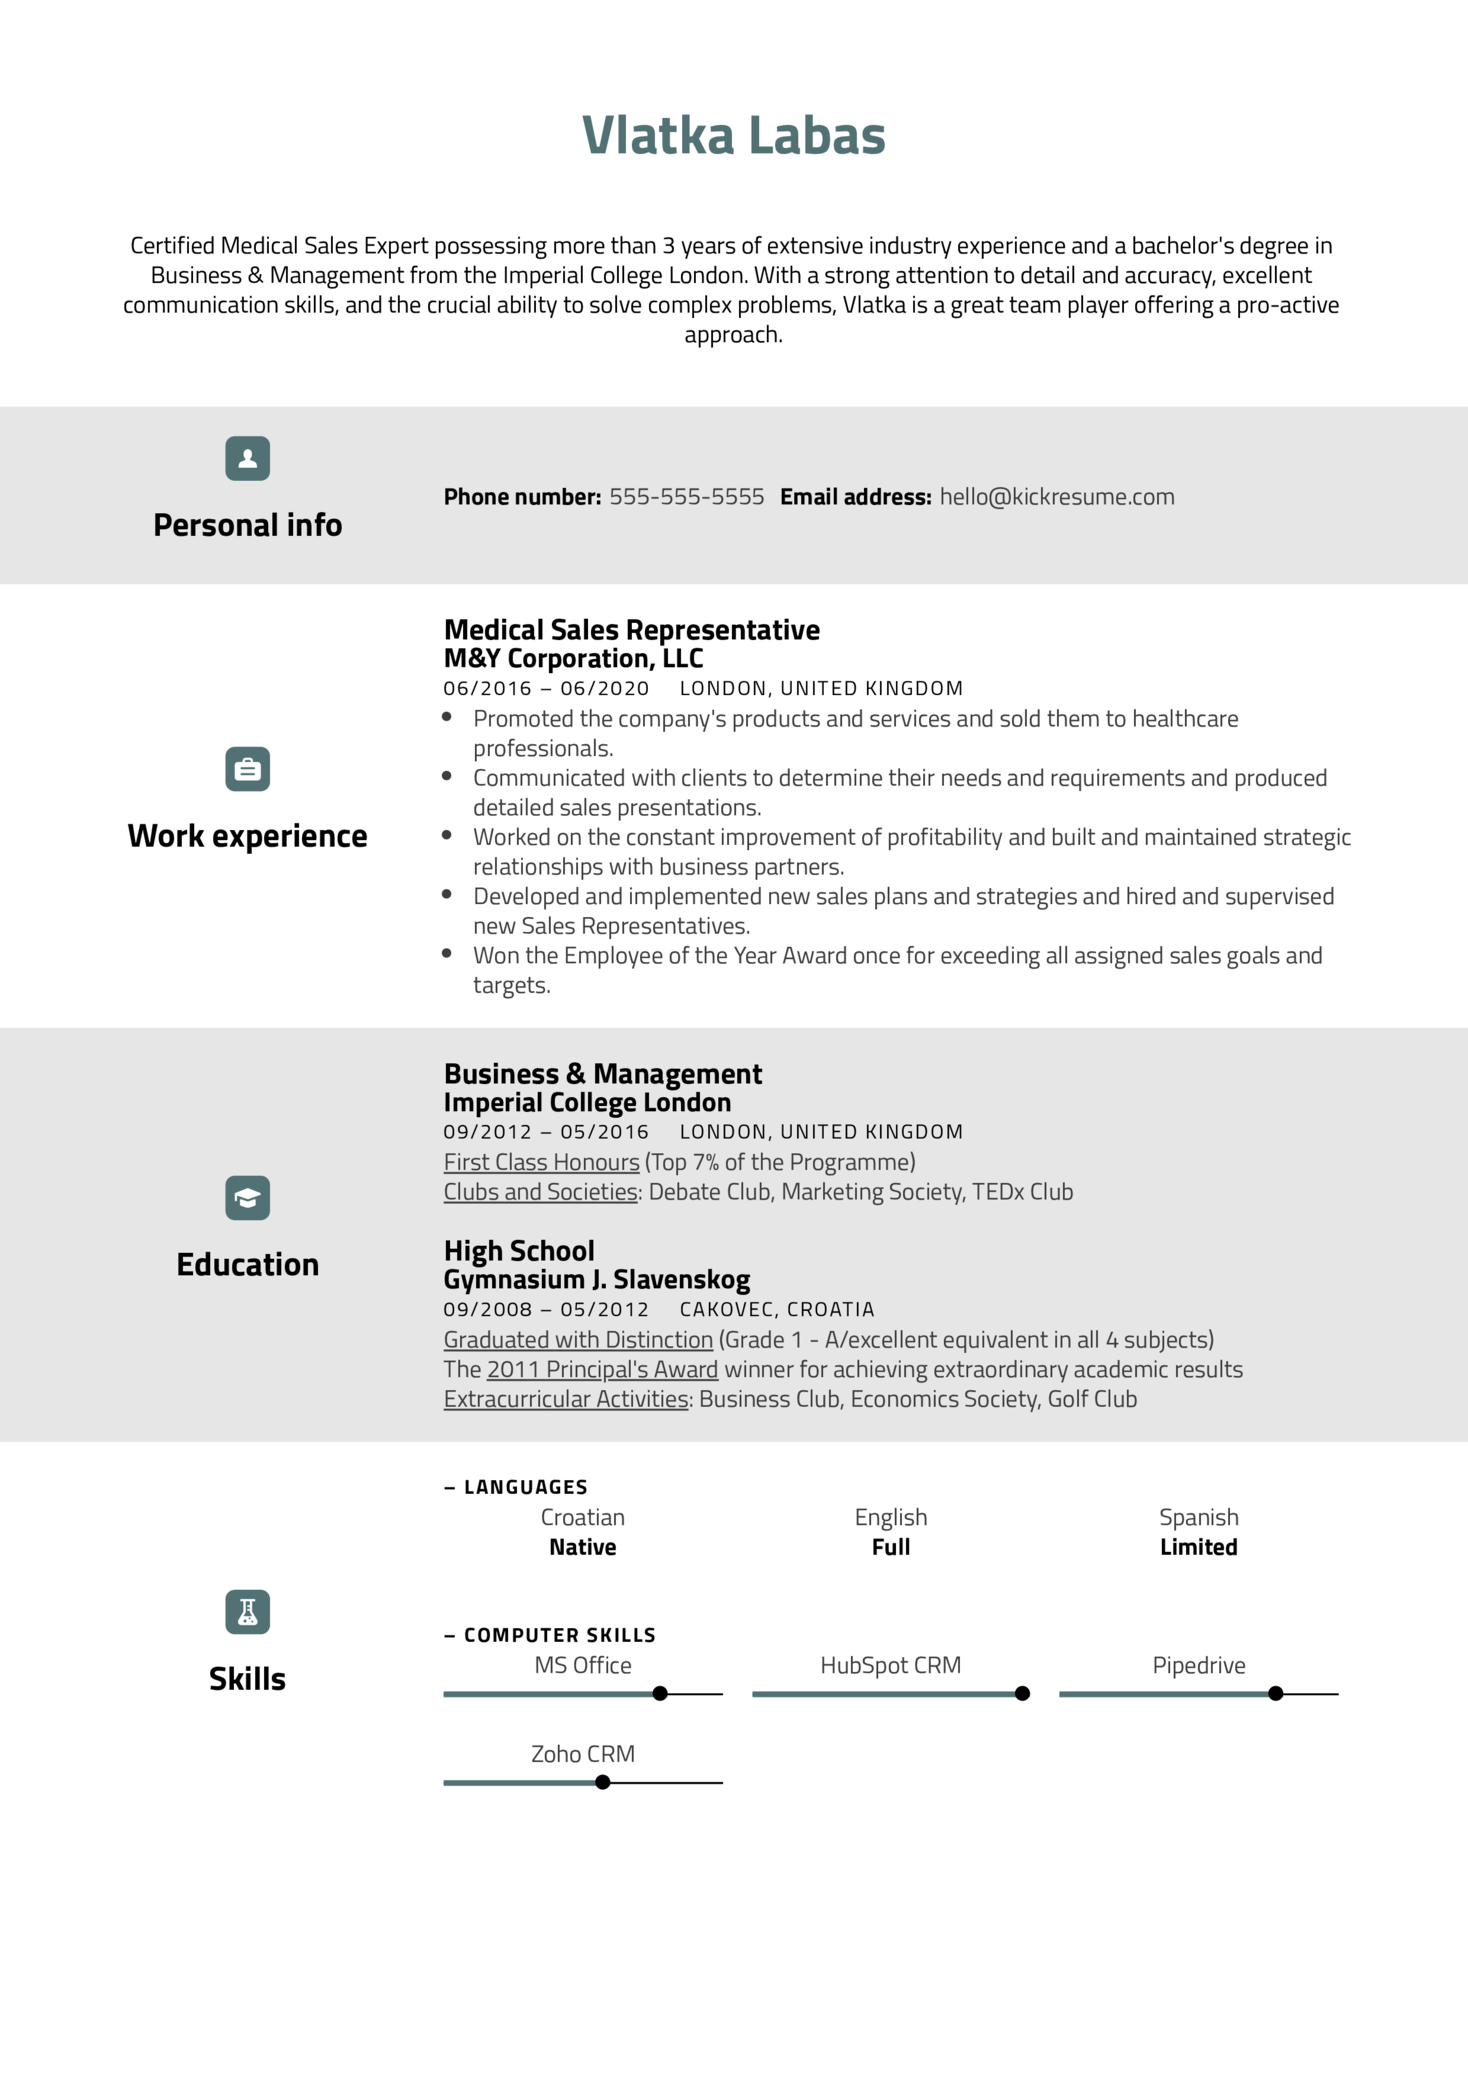 Vlatka Labas
Certified Medical Sales Expert possessing more than 3 years of extensive industry experience and a bachelor's degree in
Business & Management from the Imperial College London. With a strong attention to detail and accuracy, excellent
communication skills, and the crucial ability to solve complex problems, Vlatka is a great team player offering a pro-active
approach.
Personal info
Phone number: 555-555-5555 Email address: hello@kickresume.com
Work experience
Medical Sales Representative
M&Y Corporation, LLC
06/2016 – 06/2020 LONDON, UNITED KINGDOM
• Promoted the company's products and services and sold them to healthcare
professionals.
• Communicated with clients to determine their needs and requirements and produced
detailed sales presentations.
• Worked on the constant improvement of profitability and built and maintained strategic
relationships with business partners.
• Developed and implemented new sales plans and strategies and hired and supervised
new Sales Representatives.
• Won the Employee of the Year Award once for exceeding all assigned sales goals and
targets.
Education
Business & Management
Imperial College London
09/2012 – 05/2016 LONDON, UNITED KINGDOM
First Class Honours (Top 7% of the Programme)
Clubs and Societies: Debate Club, Marketing Society, TEDx Club
High School
Gymnasium J. Slavenskog
09/2008 – 05/2012 CAKOVEC, CROATIA
Graduated with Distinction (Grade 1 - A/excellent equivalent in all 4 subjects)
The 2011 Principal's Award winner for achieving extraordinary academic results
Extracurricular Activities: Business Club, Economics Society, Golf Club
Skills
– LANGUAGES
Croatian English Spanish
Native Full Limited
– COMPUTER SKILLS
MS Office HubSpot CRM Pipedrive
Zoho CRM